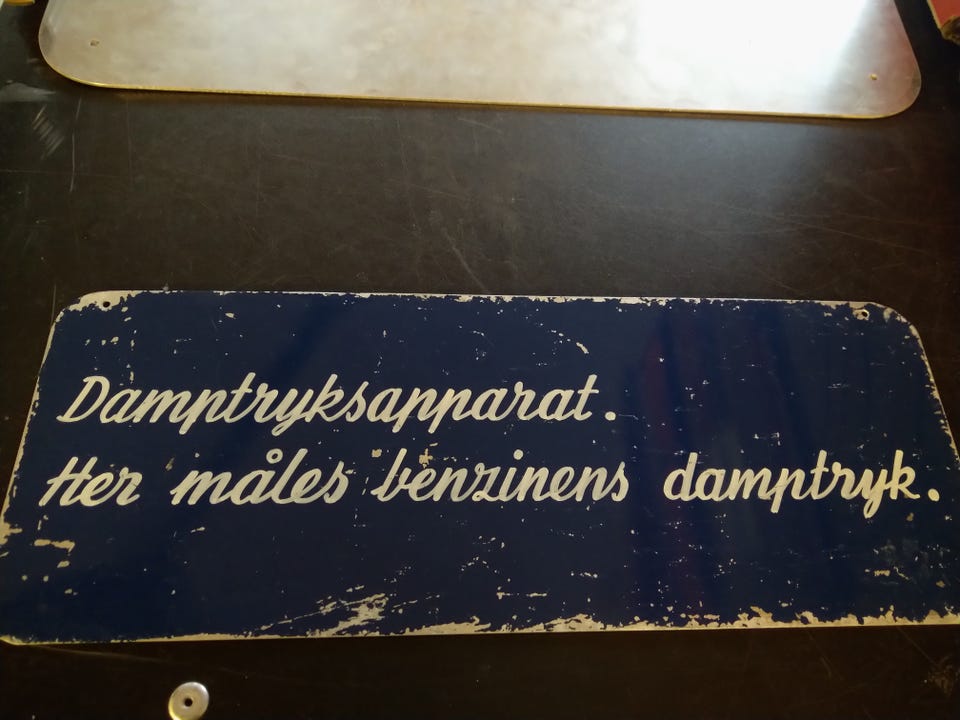 Damptryksapparat.
Her måles benzinens damptryk.